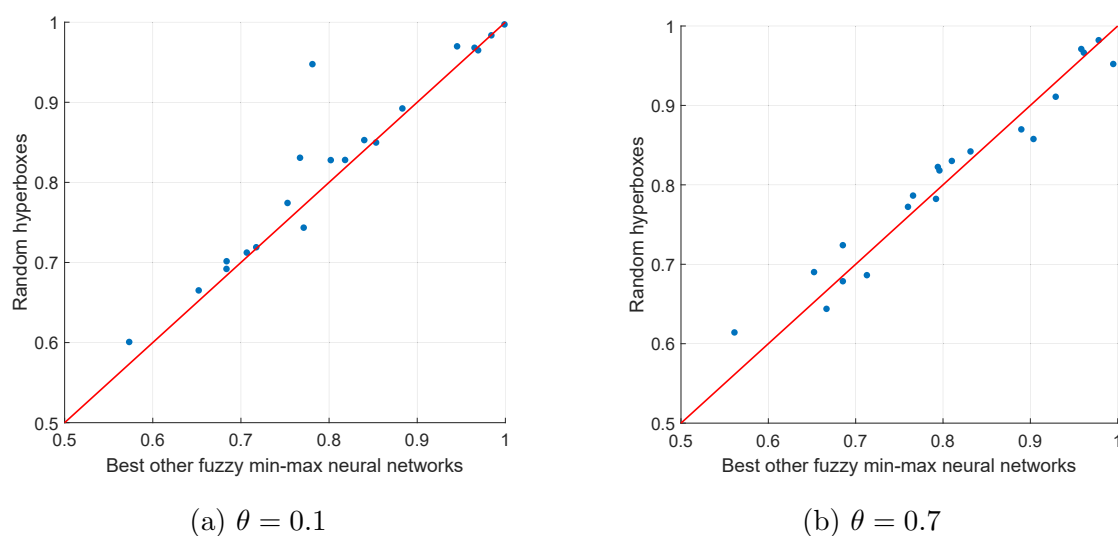 1
0.9
0.8
0.7
0.6
0.5
Random hyperboxes
0.5 0.6 0.7 0.8 0.9 1
Best other fuzzy min-max neural networks
(a) θ = 0.1
1
0.9
0.8
0.7
0.6
0.5
Random hyperboxes
0.5 0.6 0.7 0.8 0.9 1
Best other fuzzy min-max neural networks
(b) θ = 0.7